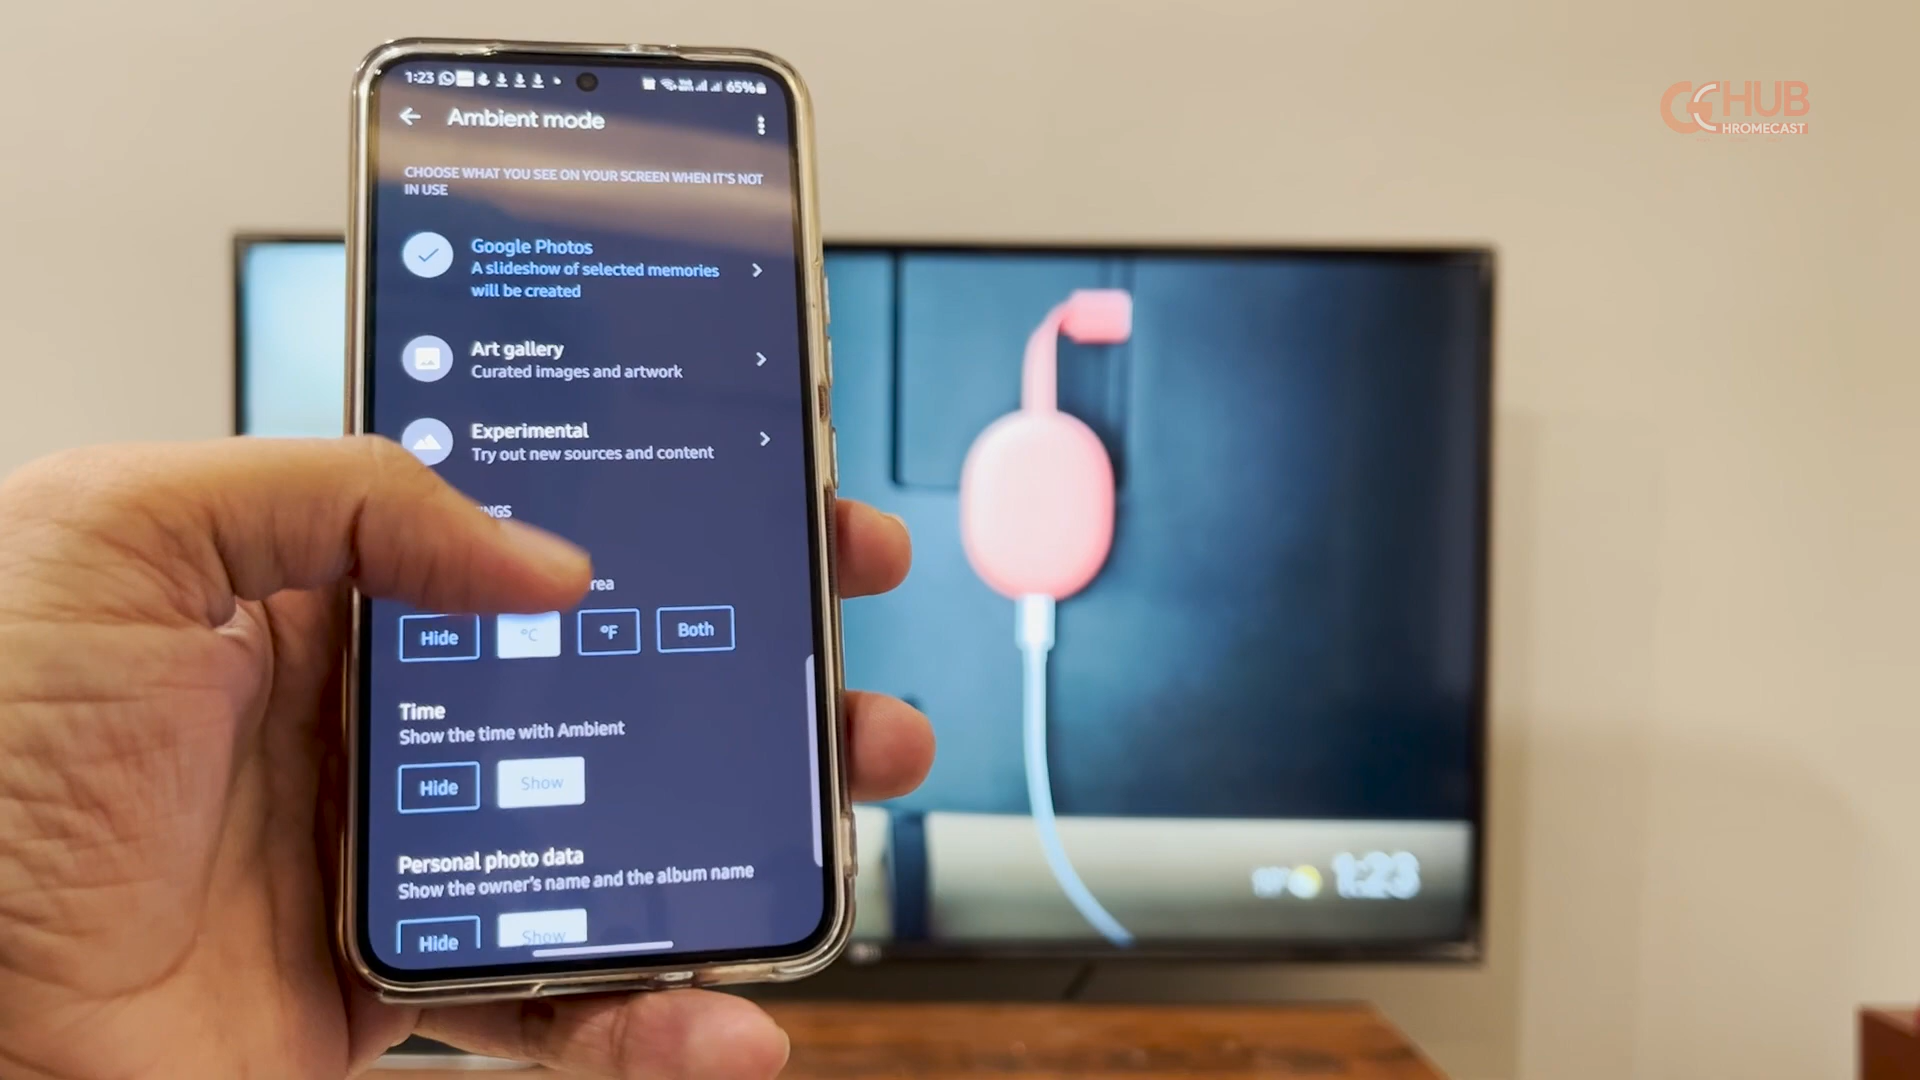 1:23
65%
Ambient mode
CHOOSE WHAT YOU SEE ON YOUR SCREEN WHEN IT'S NOT
IN USE
Google Photos
A slideshow of selected memories
will be created
Art gallery
Curated images and artwork
Experimental
Try out new sources and content
Hide °C °F Both
Time
Show the time with Ambient
Hide Show
Personal photo data
Show the owner's name and the album name
Hide Show
1:23
HUB
HROMECAST